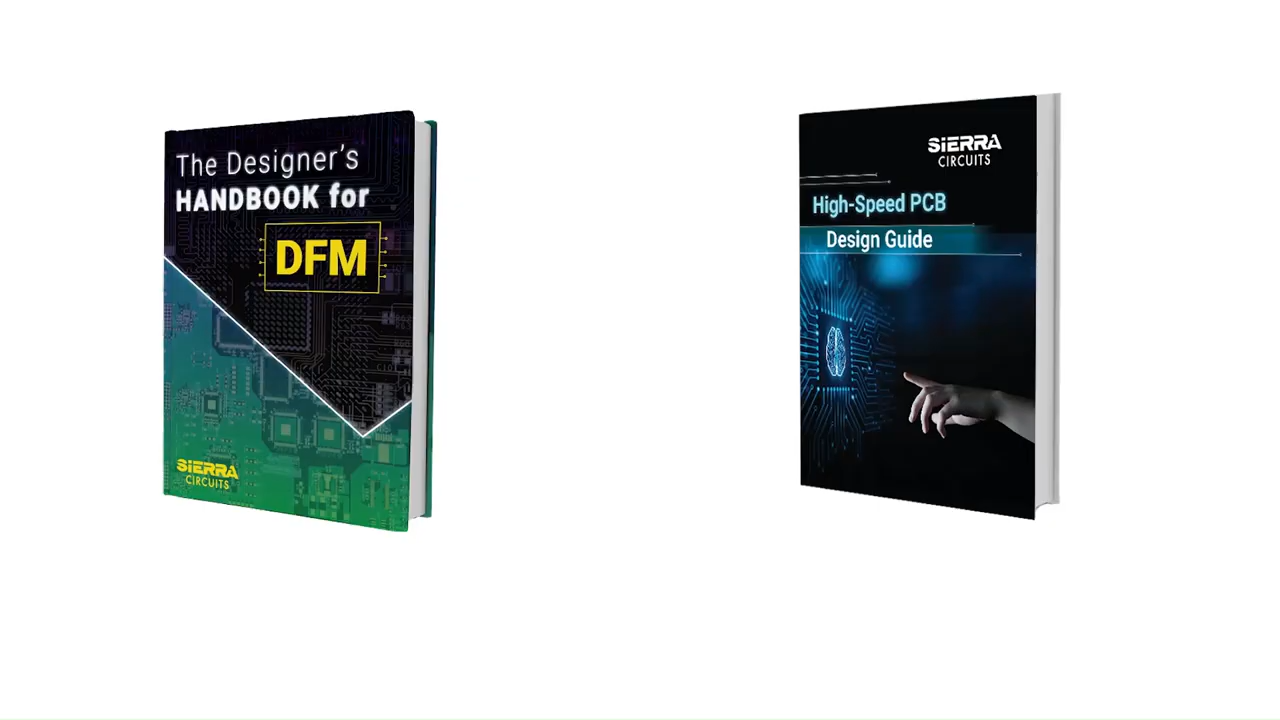 The Designer's
HANDBOOK for
DFM
SIERRA
CIRCUITS
SIERRA
CIRCUITS
High-Speed PCB
Design Guide